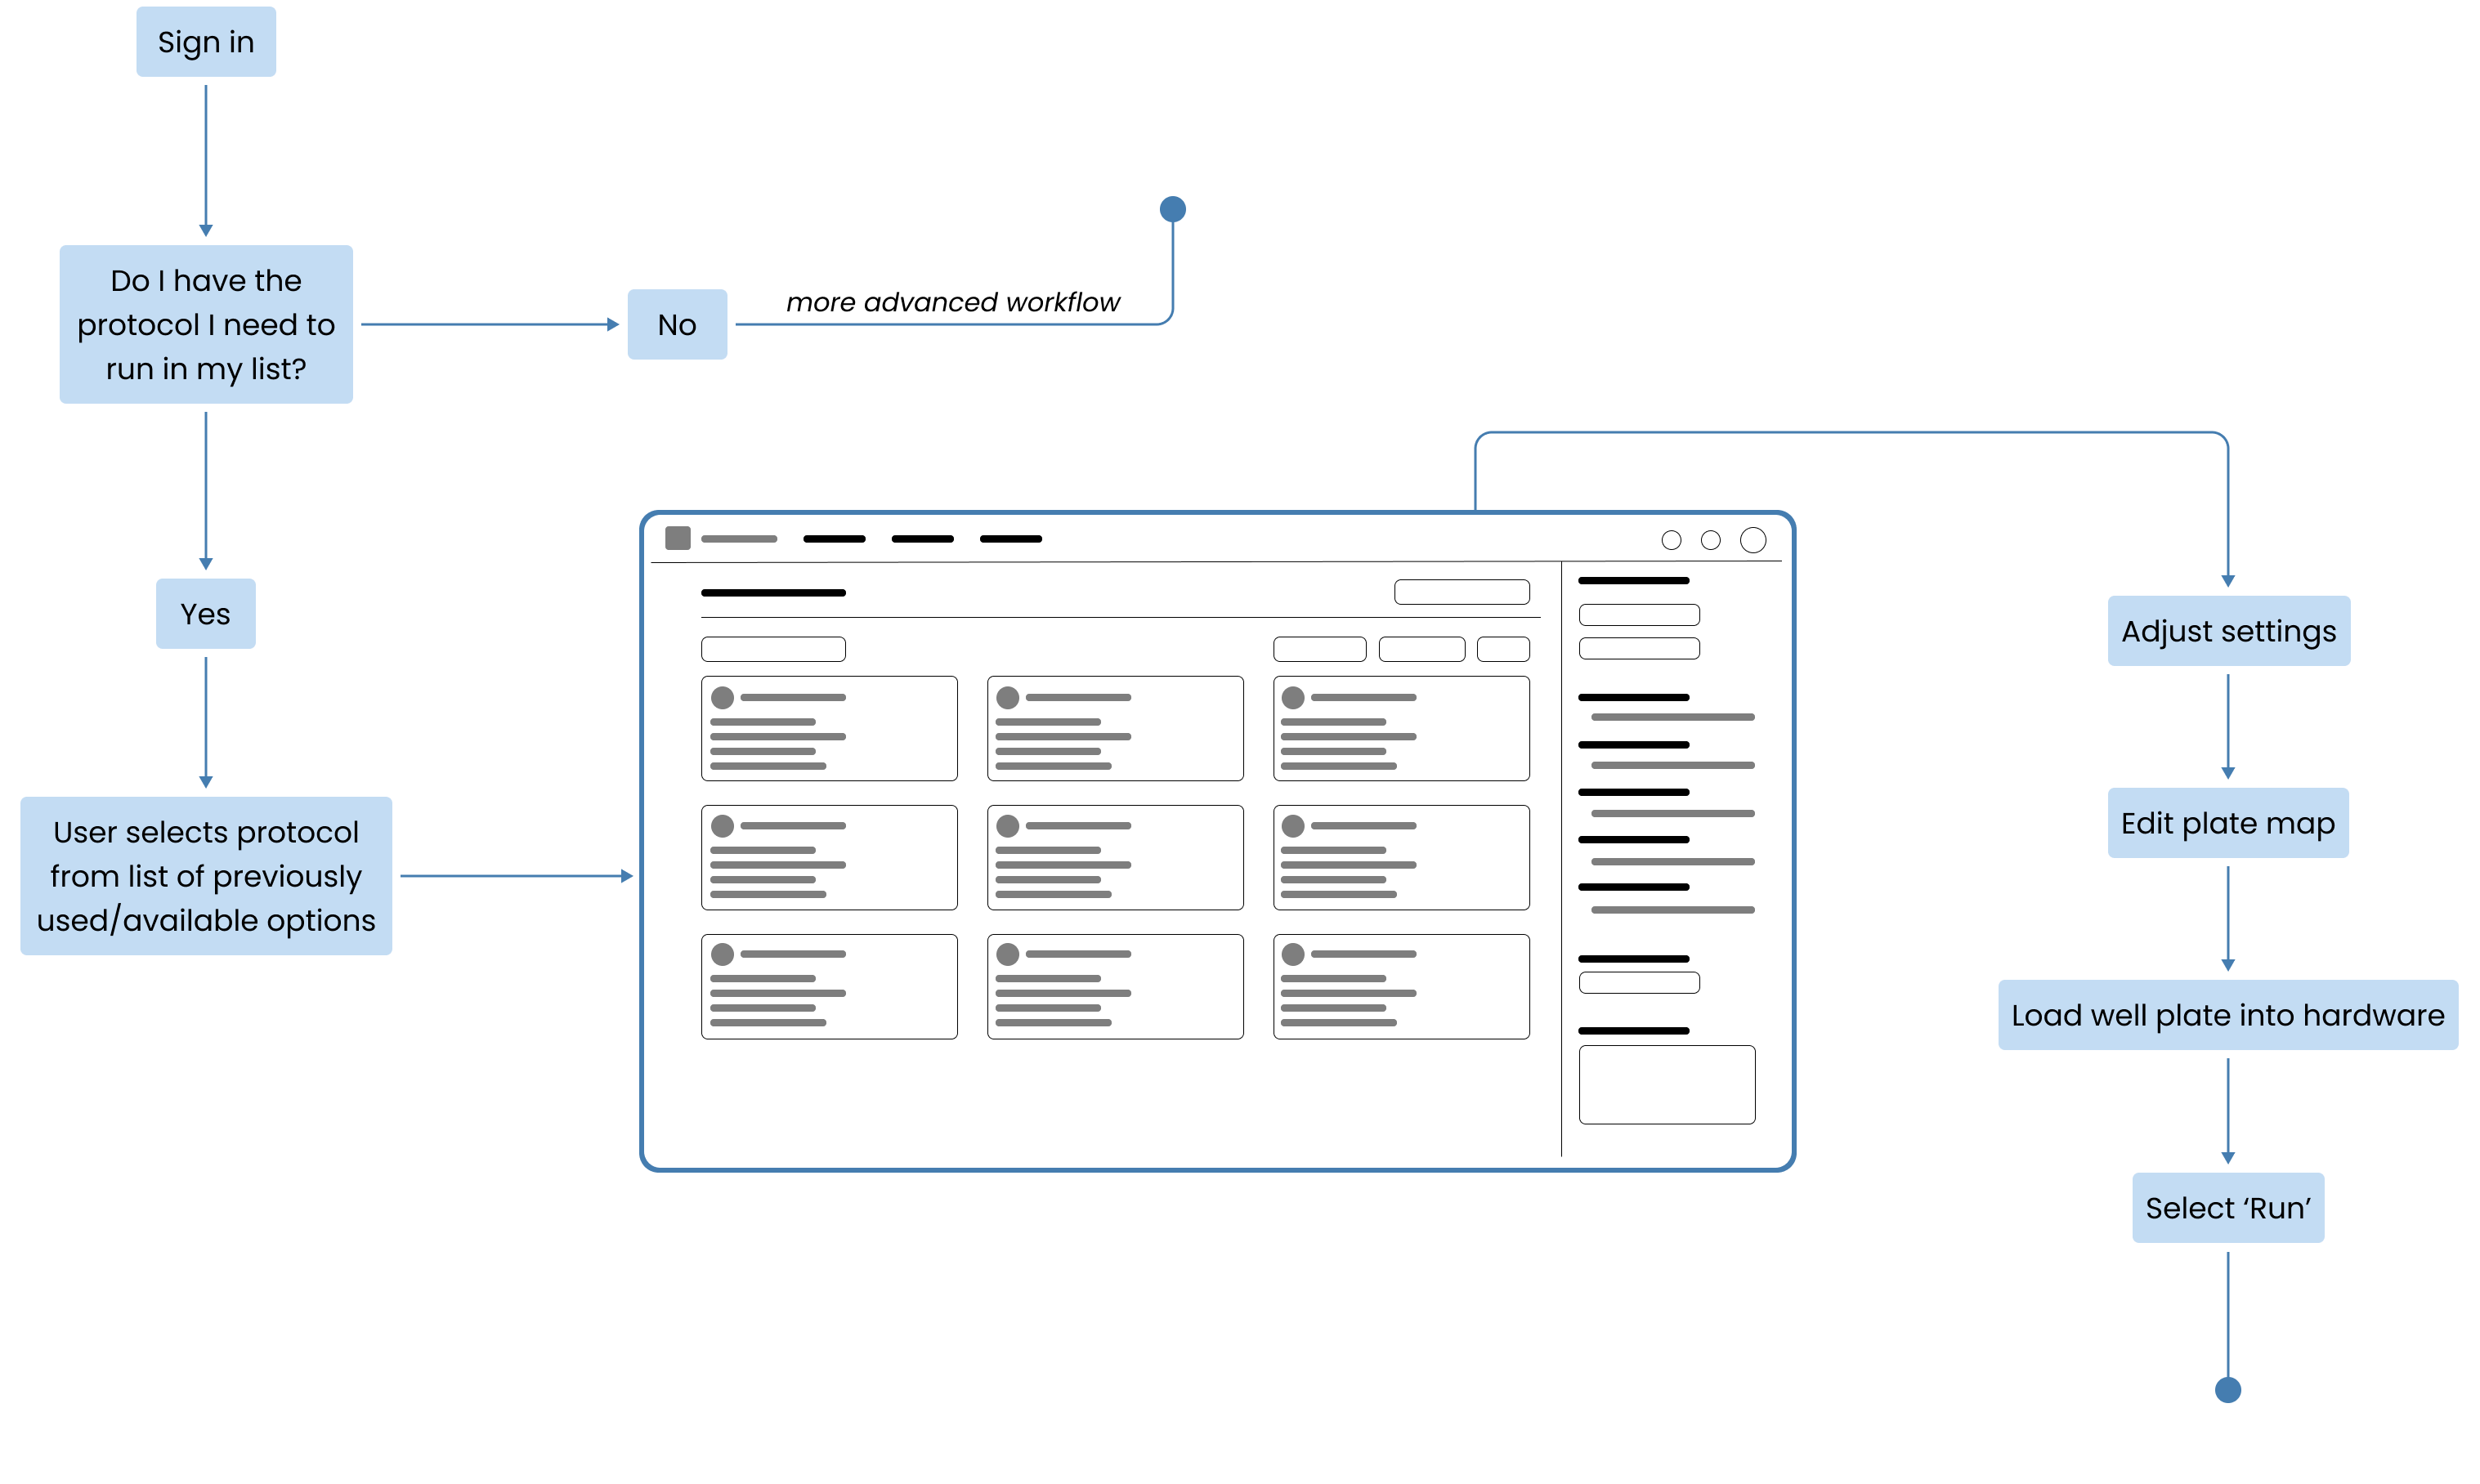 Sign in
Do I have the
protocol I need to
run in my list?
No
more advanced workflow
Yes
User selects protocol
from list of previously
used/available options
Adjust settings
Edit plate map
Load well plate into hardware
Select ‘Run’